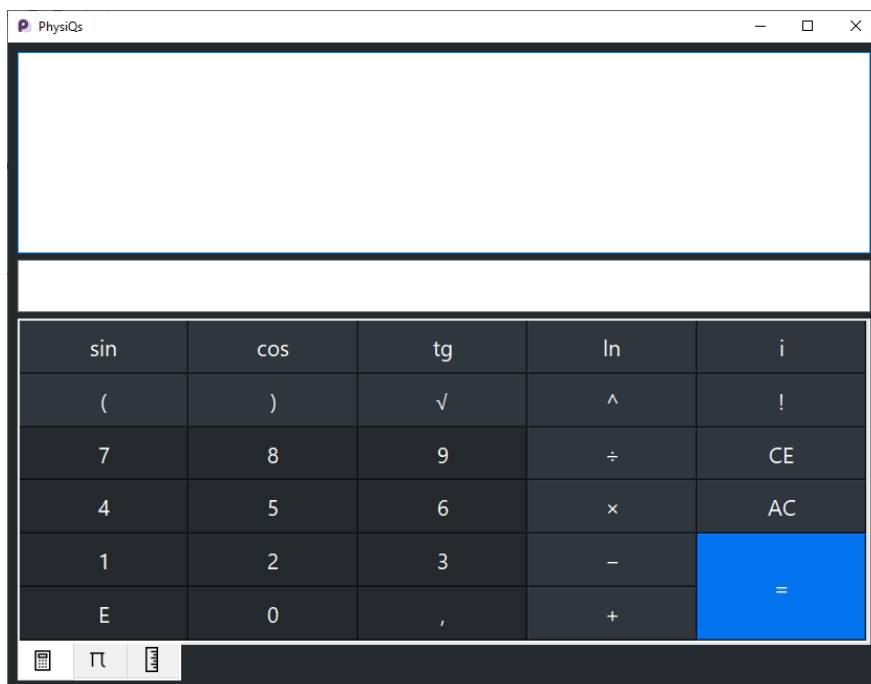 PhysiQs
sin cos tg ln i
( ) √ ^ !
7 8 9 ÷ CE
4 5 6 × AC
1 2 3 −
=
E 0 , +
π